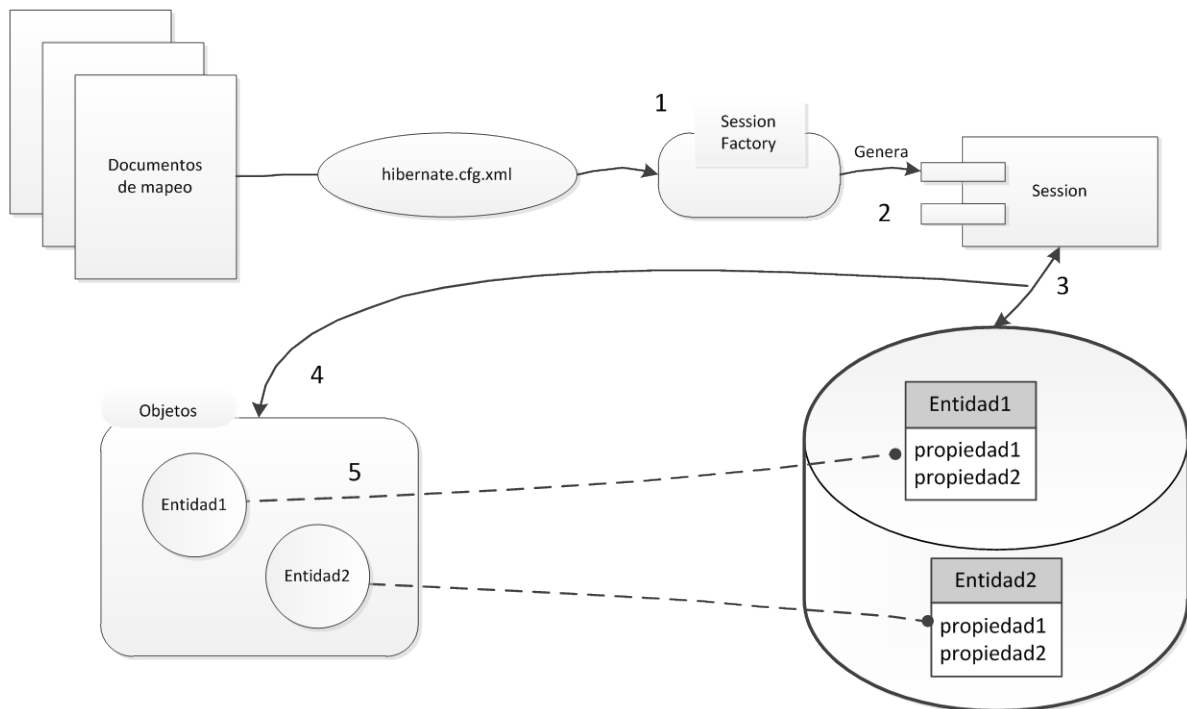 1
Session
Factory
Documentos
de mapeo
hibernate.cfg.xml
Genera
Session
2
3
4
Objetos
5
Entidad1
Entidad2
Entidad1
propiedad1
propiedad2
Entidad2
propiedad1
propiedad2